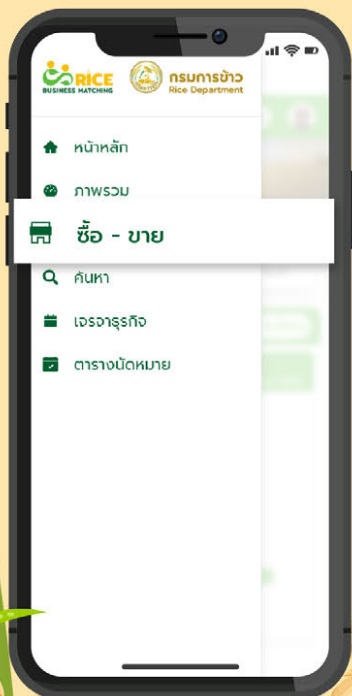 RICE
BUSINESS MATCHING
กรมการข้าว
Rice Department
หน้าหลัก
ภาพรวม
ซื้อ - ขาย
ค้นหา
เจรจาธุรกิจ
ตารางนัดหมาย